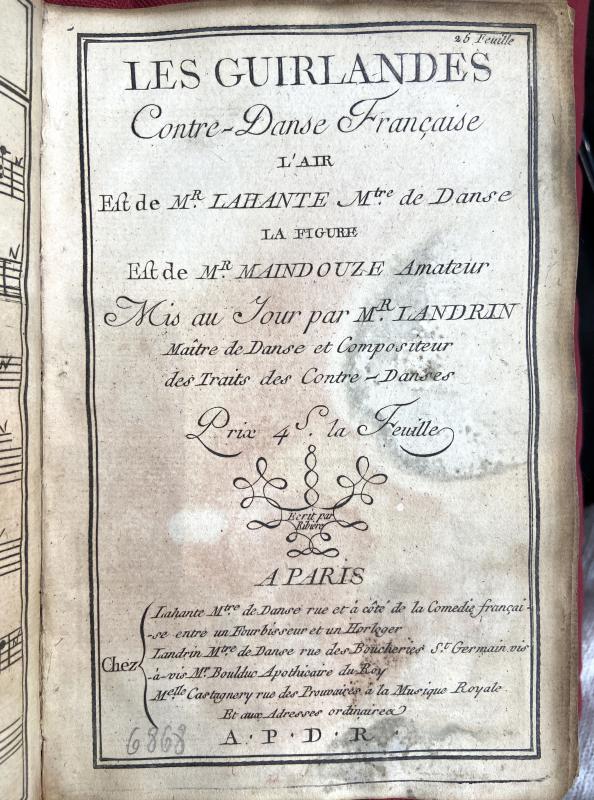 25 Feuille
LES GUIRLANDES
Contre-Danse Française
L'AIR
Est de MR. LAHANTE Mtre. de Danse
LA FIGURE
Est de MR MAINDOUZE Amateur
Mis au Jour par MR. LANDRIN
Maître de Danse et Compositeur
des Traits des Contre-Danses
Prix 4 S. la Feuille
Ecrit par
Ribiere
A PARIS
Lahante Mtre de Danse rue et à côté de la Comedie françai-
-se entre un Fourbisseur et un Horloger
Landrin Mtre de Danse rue des Boucheries St. Germain vis
Chez
-à-vis Mr. Boulduc Apothicaire du Roy
Melle Castagnery rue des Prouvaires à la Musique Royale.
Et aux Adresses ordinaires
6868
A·P·D·R·